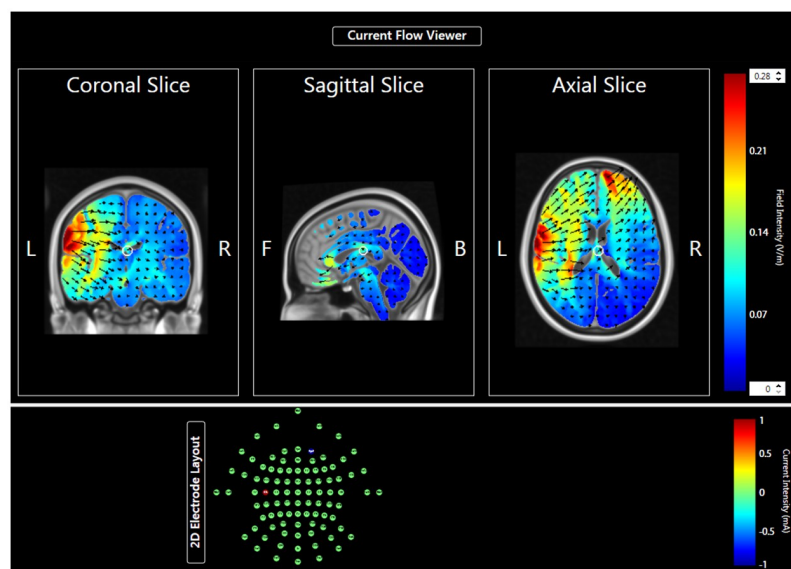 Current Flow Viewer
Coronal Slice
Sagittal Slice
Axial Slice
L
R
F
B
L
R
0.28
0.21
0.14
0.07
0
Field Intensity (V/m)
2D Electrode Layout
1
0.5
0
-0.5
-1
Current Intensity (mA)